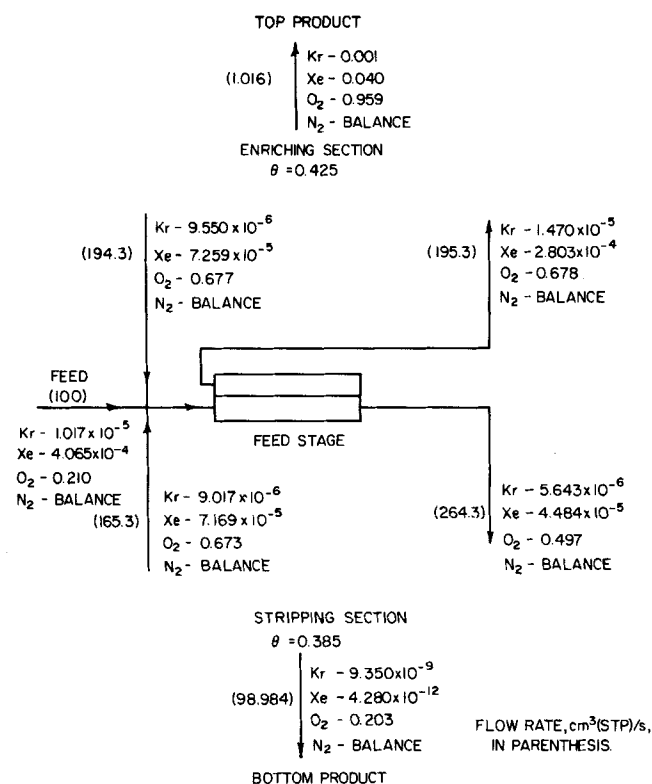 TOP PRODUCT
(1.016)
Kr - 0.001
Xe - 0.040
O₂ - 0.959
N₂ - BALANCE
ENRICHING SECTION
θ = 0.425
(194.3)
Kr - 9.550 x 10⁻⁶
Xe - 7.259 x 10⁻⁵
O₂ - 0.677
N₂ - BALANCE
(195.3)
Kr - 1.470 x 10⁻⁵
Xe - 2.803 x 10⁻⁴
O₂ - 0.678
N₂ - BALANCE
FEED
(100)
Kr - 1.017 x 10⁻⁵
Xe - 4.065 x 10⁻⁴
O₂ - 0.210
N₂ - BALANCE
FEED STAGE
(165.3)
Kr - 9.017 x 10⁻⁶
Xe - 7.169 x 10⁻⁵
O₂ - 0.673
N₂ - BALANCE
(264.3)
Kr - 5.643 x 10⁻⁶
Xe - 4.484 x 10⁻⁵
O₂ - 0.497
N₂ - BALANCE
STRIPPING SECTION
θ = 0.385
(98.984)
Kr - 9.350 x 10⁻⁹
Xe - 4.280 x 10⁻¹²
O₂ - 0.203
N₂ - BALANCE
BOTTOM PRODUCT
FLOW RATE, cm³(STP)/s,
IN PARENTHESIS.